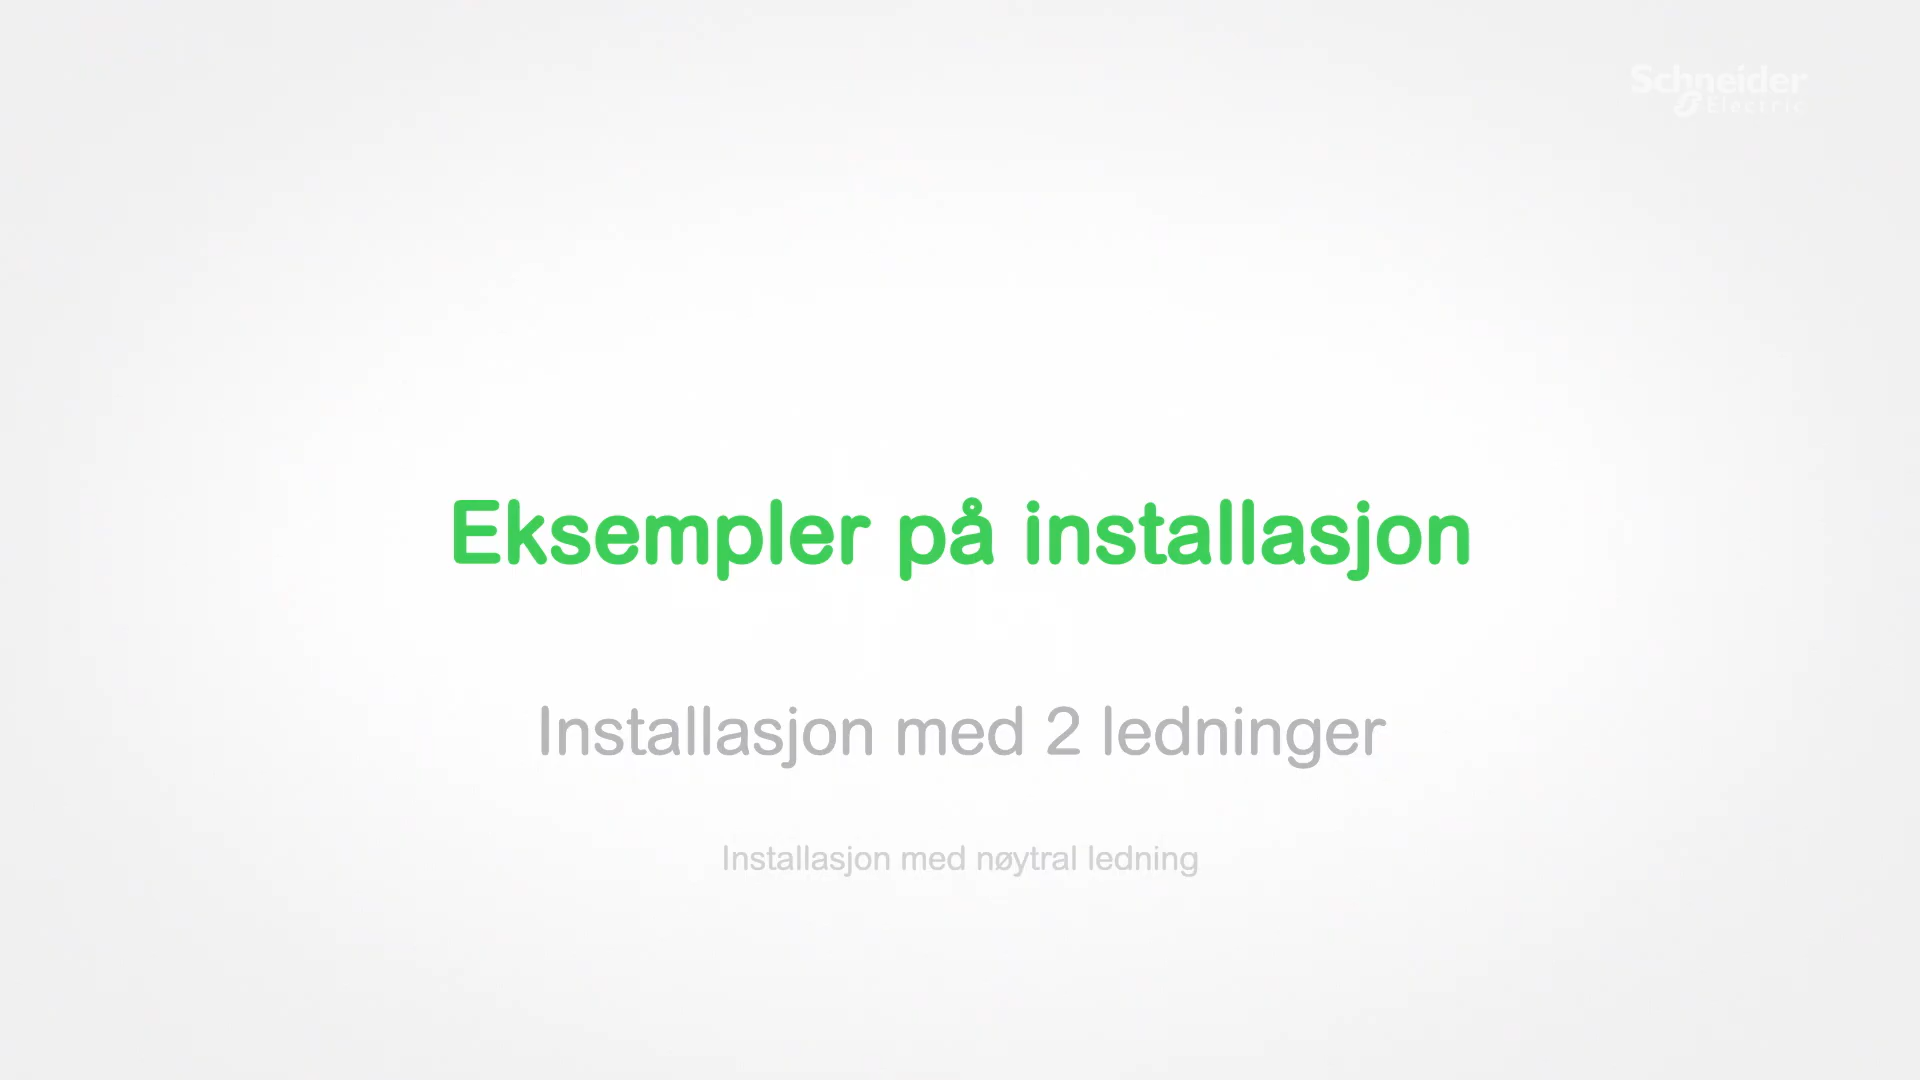 Schneider
Electric
Eksempler på installasjon
Installasjon med 2 ledninger
Installasjon med nøytral ledning